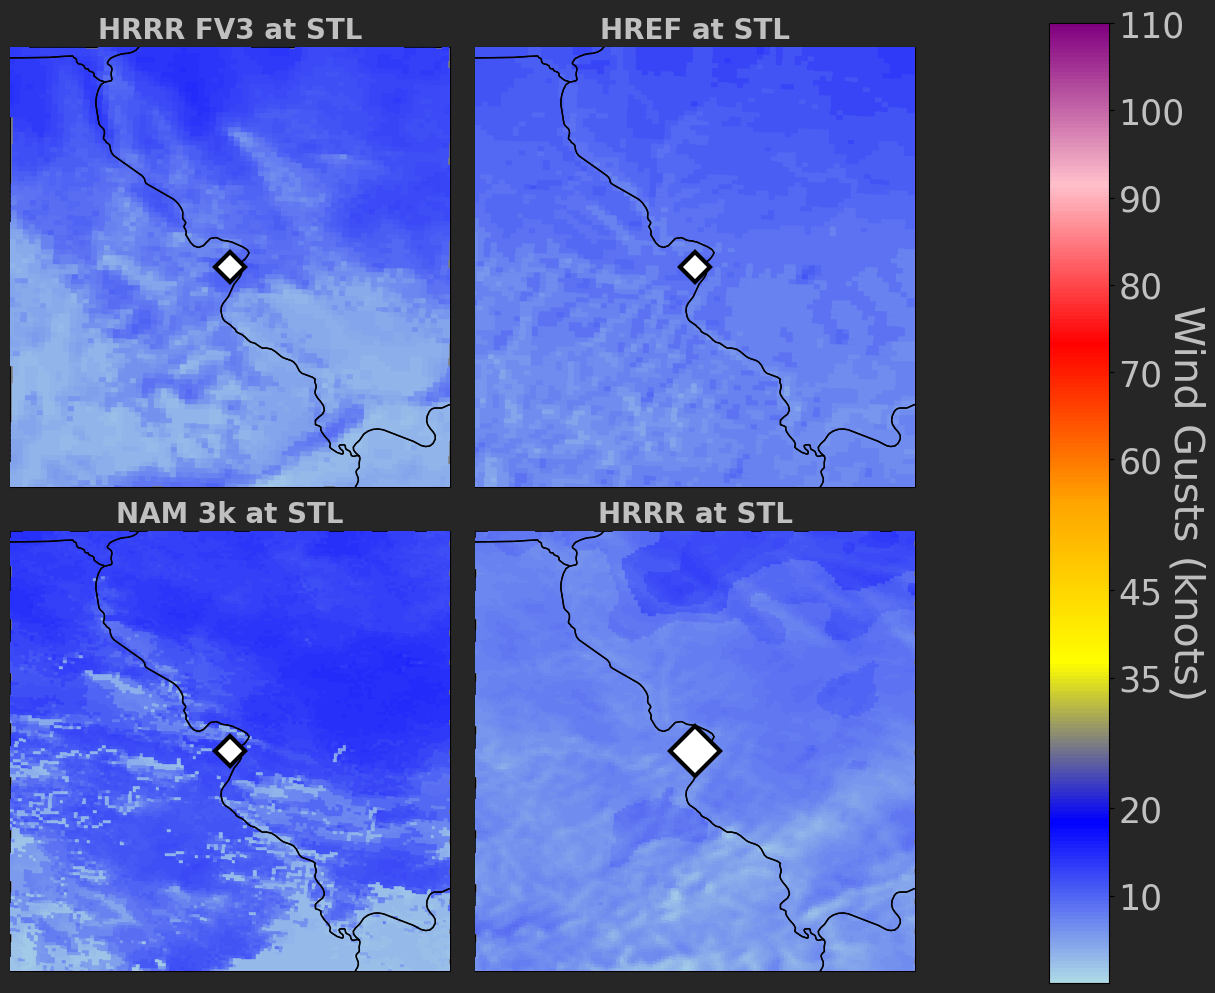 HRRR FV3 at STL
HREF at STL
NAM 3k at STL
HRRR at STL
110
100
90
80
70
60
45
35
20
10
Wind Gusts (knots)